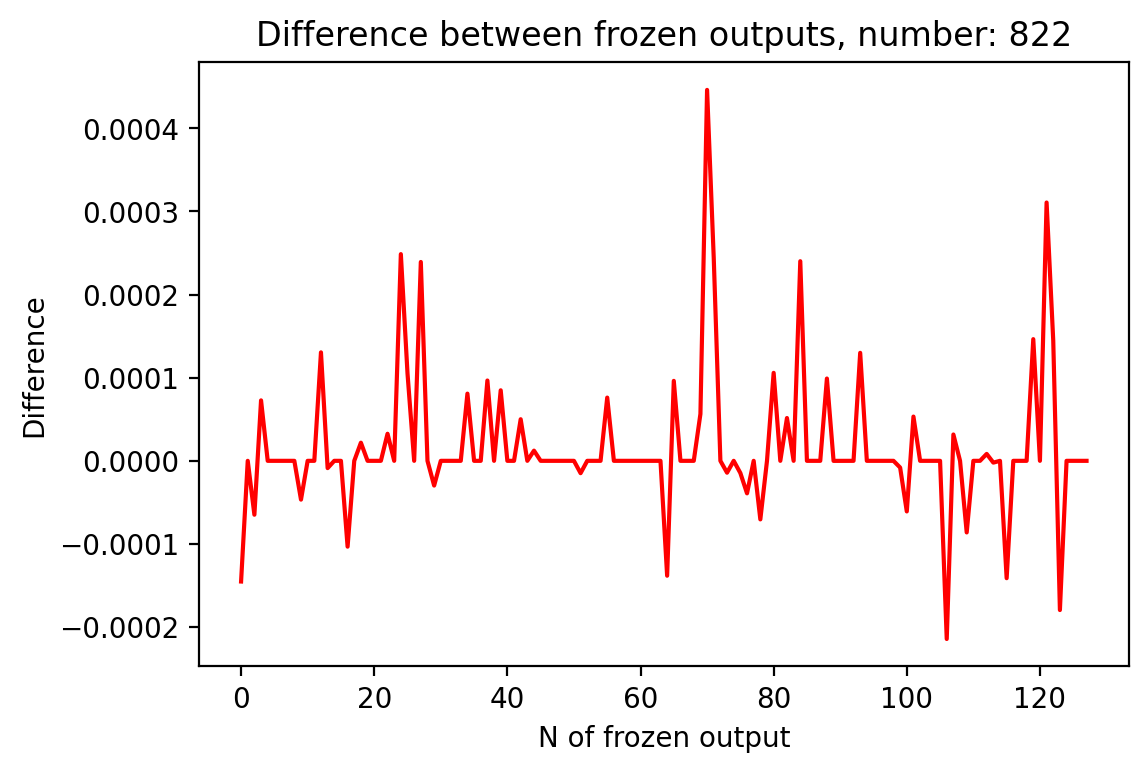 Difference between frozen outputs, number: 822
Difference
0.0004
0.0003
0.0002
0.0001
0.0000
−0.0001
−0.0002
0 20 40 60 80 100 120
N of frozen output